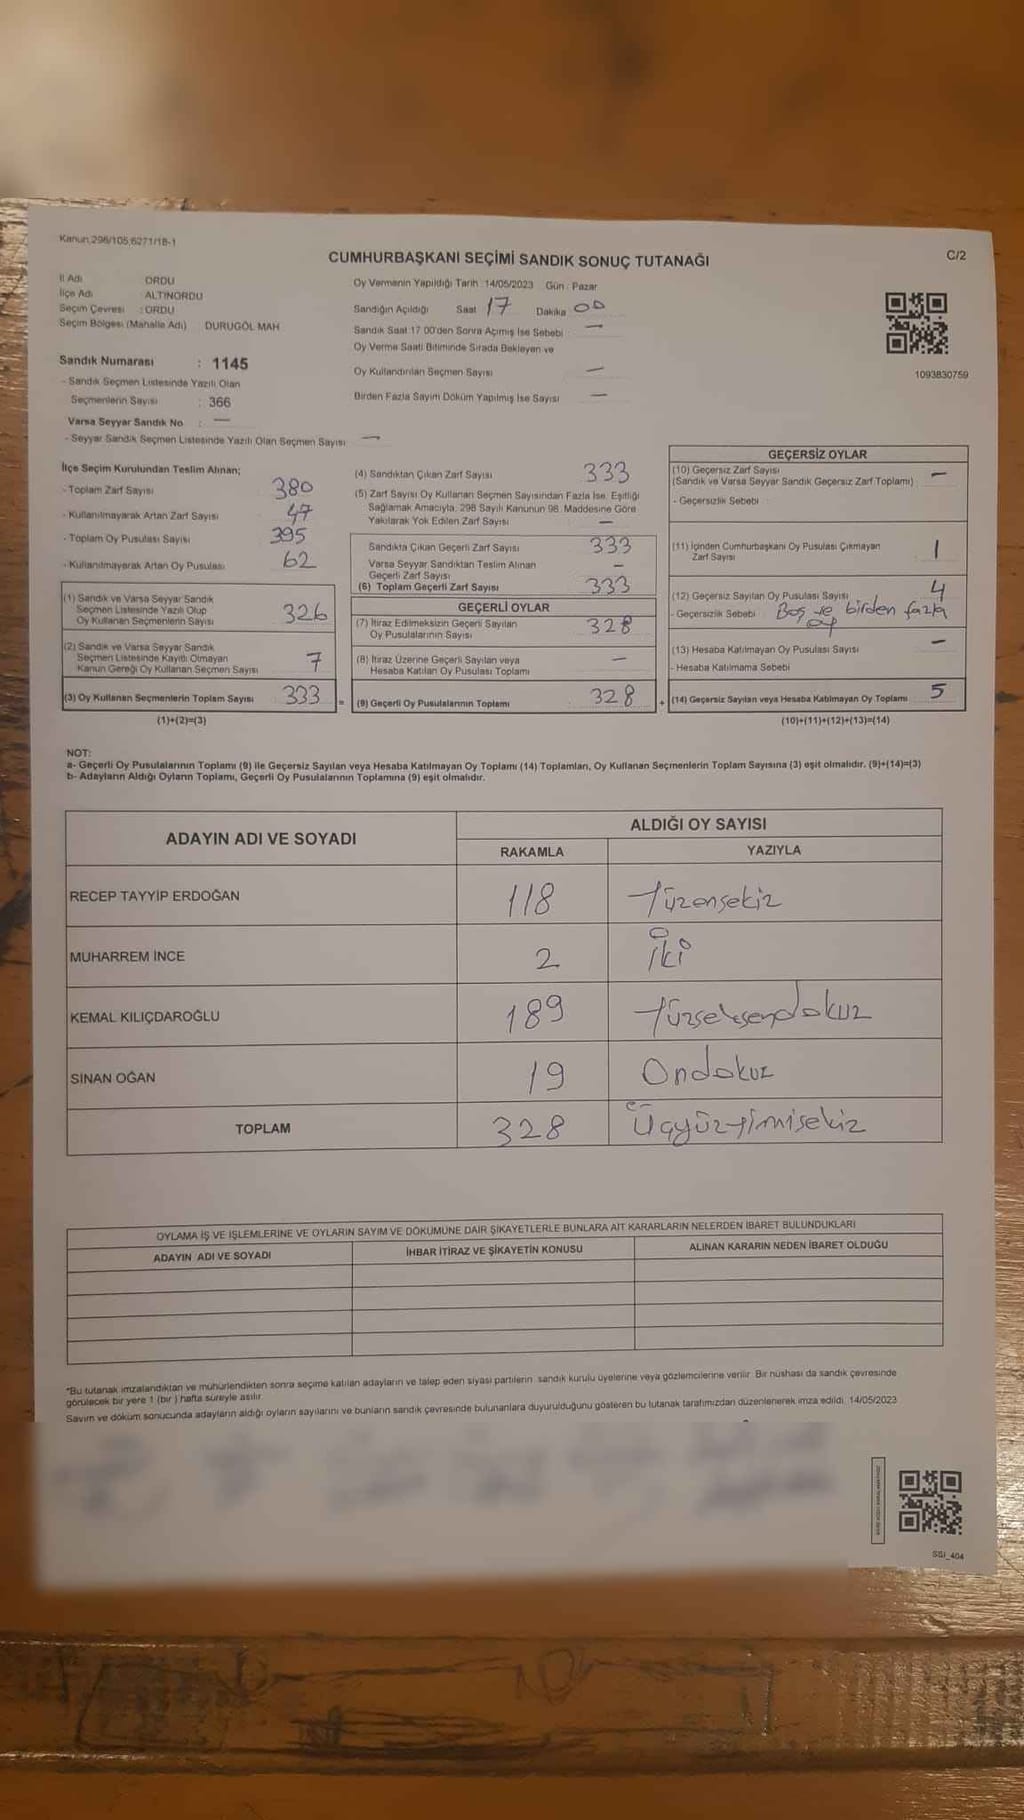 Kanun,298/105,6271/18-1
C/2
CUMHURBAŞKANI SEÇİMİ SANDIK SONUÇ TUTANAĞI
İl Adı ORDU
İlçe Adı ALTINORDU
Seçim Çevresi : ORDU
Seçim Bölgesi (Mahalle Adı) DURUGÖL MAH
Sandık Numarası : 1145
- Sandık Seçmen Listesinde Yazılı Olan
Seçmenlerin Sayısı : 366
Varsa Seyyar Sandık No : —
- Seyyar Sandık Seçmen Listesinde Yazılı Olan Seçmen Sayısı —
Oy Vermenin Yapıldığı Tarih : 14/05/2023 Gün : Pazar
Sandığın Açıldığı Saat 17 Dakika 00
Sandık Saat 17 00'den Sonra Açılmış İse Sebebi —
Oy Verme Saati Bitiminde Sırada Bekleyen ve
Oy Kullandırılan Seçmen Sayısı —
Birden Fazla Sayım Döküm Yapılmış İse Sayısı —
1093830759
İlçe Seçim Kurulundan Teslim Alınan;
- Toplam Zarf Sayısı 380
- Kullanılmayarak Artan Zarf Sayısı 47
- Toplam Oy Pusulası Sayısı 395
- Kullanılmayarak Artan Oy Pusulası 62
(1) Sandık ve Varsa Seyyar Sandık
Seçmen Listesinde Yazılı Olup
Oy Kullanan Seçmenlerin Sayısı 326
(2) Sandık ve Varsa Seyyar Sandık
Seçmen Listesinde Kayıtlı Olmayan
Kanun Gereği Oy Kullanan Seçmen Sayısı 7
(3) Oy Kullanan Seçmenlerin Toplam Sayısı 333 =
(1)+(2)=(3)
(4) Sandıktan Çıkan Zarf Sayısı 333
(5) Zarf Sayısı Oy Kullanan Seçmen Sayısından Fazla İse, Eşitliği
Sağlamak Amacıyla, 298 Sayılı Kanunun 98. Maddesine Göre
Yakılarak Yok Edilen Zarf Sayısı —
Sandıkta Çıkan Geçerli Zarf Sayısı 333
Varsa Seyyar Sandıktan Teslim Alınan
Geçerli Zarf Sayısı —
(6) Toplam Geçerli Zarf Sayısı 333
GEÇERLİ OYLAR
(7) İtiraz Edilmeksizin Geçerli Sayılan
Oy Pusulalarının Sayısı 328
(8) İtiraz Üzerine Geçerli Sayılan veya
Hesaba Katılan Oy Pusulası Toplamı —
(9) Geçerli Oy Pusulalarının Toplamı 328 +
GEÇERSİZ OYLAR
(10) Geçersiz Zarf Sayısı
(Sandık ve Varsa Seyyar Sandık Geçersiz Zarf Toplamı) —
- Geçersizlik Sebebi
(11) İçinden Cumhurbaşkanı Oy Pusulası Çıkmayan
Zarf Sayısı 1
(12) Geçersiz Sayılan Oy Pusulası Sayısı 4
- Geçersizlik Sebebi Boş ve birden fazla
oy
(13) Hesaba Katılmayan Oy Pusulası Sayısı —
- Hesaba Katılmama Sebebi
(14) Geçersiz Sayılan veya Hesaba Katılmayan Oy Toplamı 5
(10)+(11)+(12)+(13)=(14)
NOT:
a- Geçerli Oy Pusulalarının Toplamı (9) ile Geçersiz Sayılan veya Hesaba Katılmayan Oy Toplamı (14) Toplamları, Oy Kullanan Seçmenlerin Toplam Sayısına (3) eşit olmalıdır. (9)+(14)=(3)
b- Adayların Aldığı Oyların Toplamı, Geçerli Oy Pusulalarının Toplamına (9) eşit olmalıdır.
ADAYIN ADI VE SOYADI ALDIĞI OY SAYISI
RAKAMLA YAZIYLA
RECEP TAYYİP ERDOĞAN 118 Yüzonsekiz
MUHARREM İNCE 2 İki
KEMAL KILIÇDAROĞLU 189 Yüzseksendokuz
SİNAN OĞAN 19 Ondokuz
TOPLAM 328 Üçyüzyirmisekiz
OYLAMA İŞ VE İŞLEMLERİNE VE OYLARIN SAYIM VE DÖKÜMÜNE DAİR ŞİKAYETLERLE BUNLARA AİT KARARLARIN NELERDEN İBARET BULUNDUKLARI
ADAYIN ADI VE SOYADI İHBAR İTİRAZ VE ŞİKAYETİN KONUSU ALINAN KARARIN NEDEN İBARET OLDUĞU
*Bu tutanak imzalandıktan ve mühürlendikten sonra seçime katılan adayların ve talep eden siyasi partilerin sandık kurulu üyelerine veya gözlemcilerine verilir. Bir nüshası da sandık çevresinde
görülecek bir yere 1 (bir ) hafta süreyle asılır.
Sayım ve döküm sonucunda adayların aldığı oyların sayılarını ve bunların sandık çevresinde bulunanlara duyurulduğunu gösteren bu tutanak tarafımızdan düzenlenerek imza edildi. 14/05/2023
SGİ_404